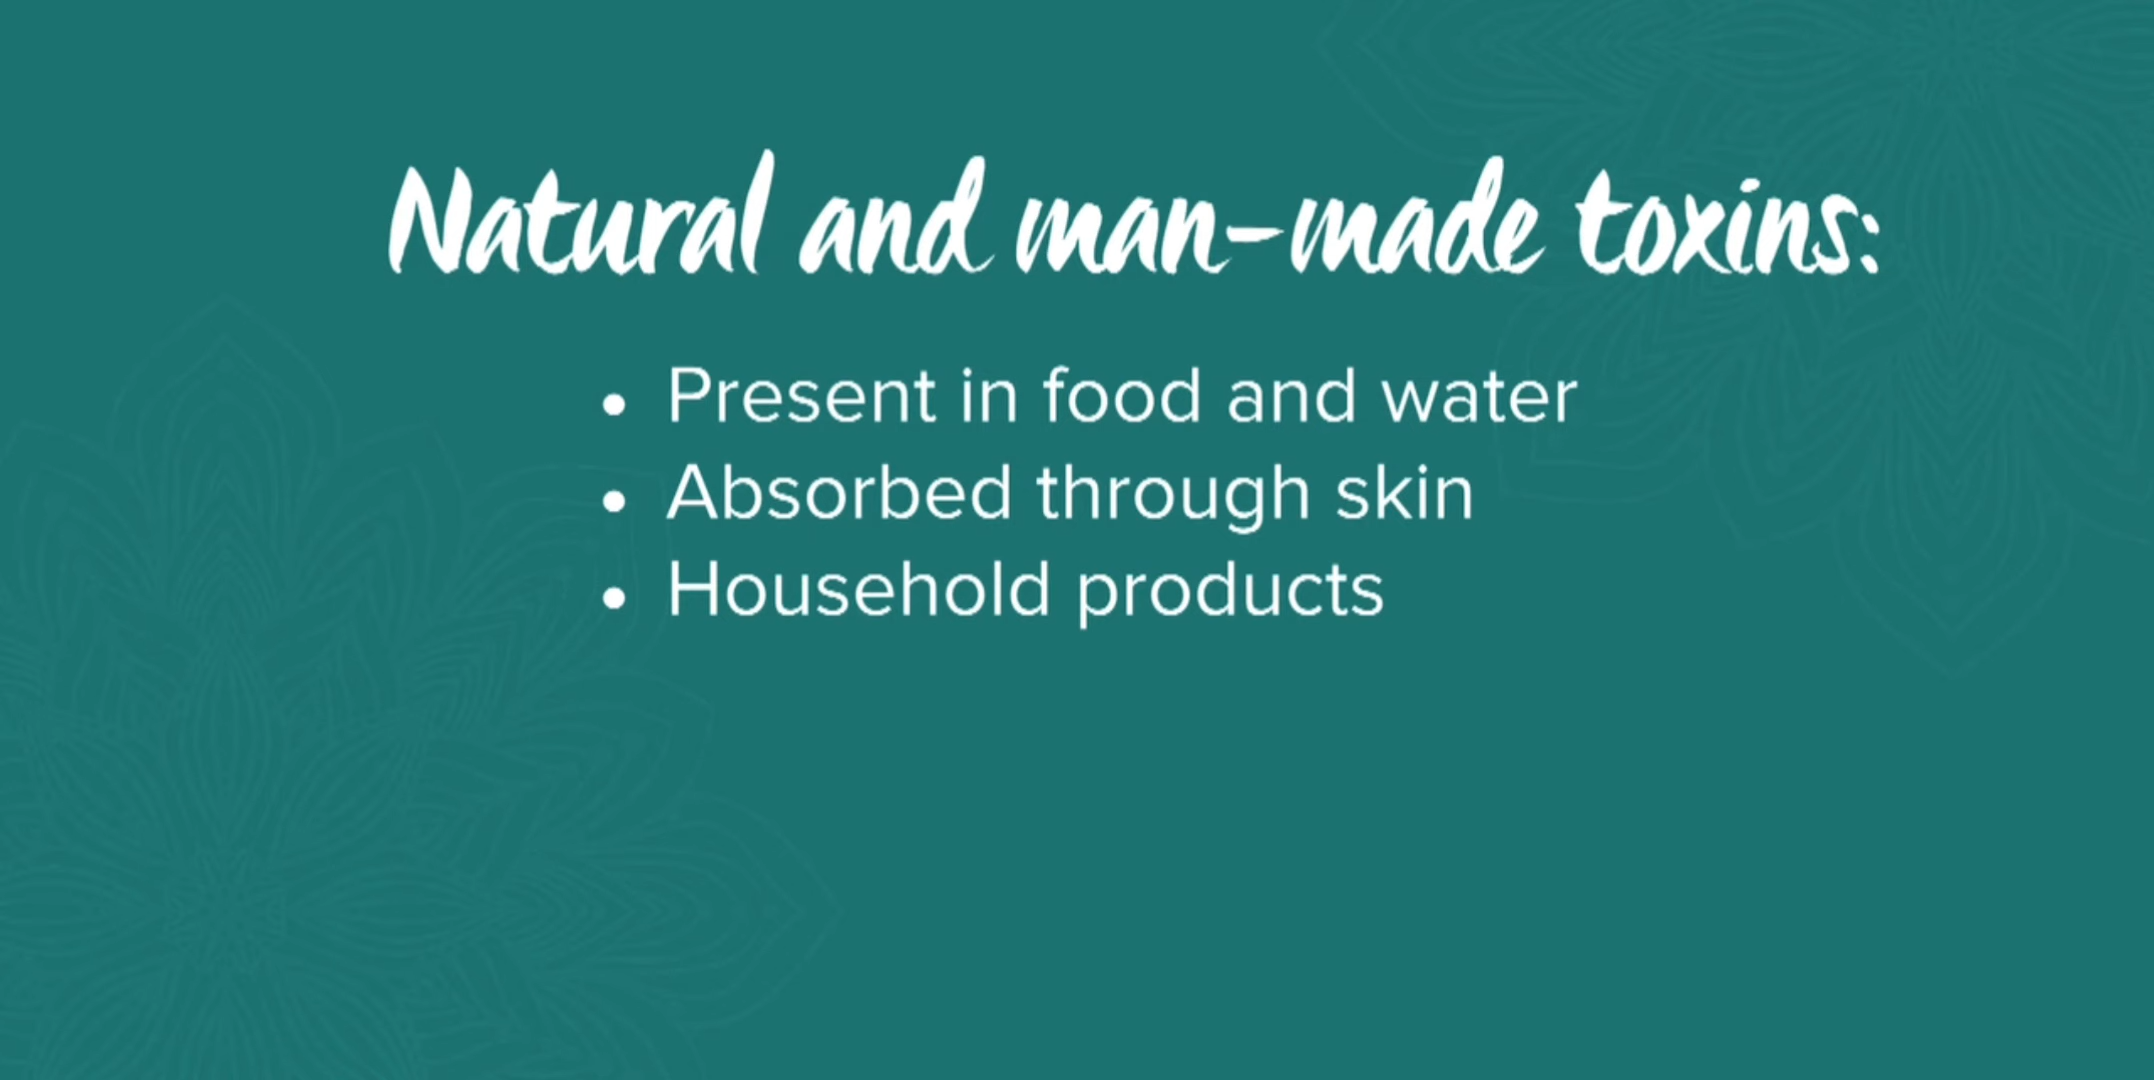 Natural and man-made toxins:
• Present in food and water
• Absorbed through skin
• Household products